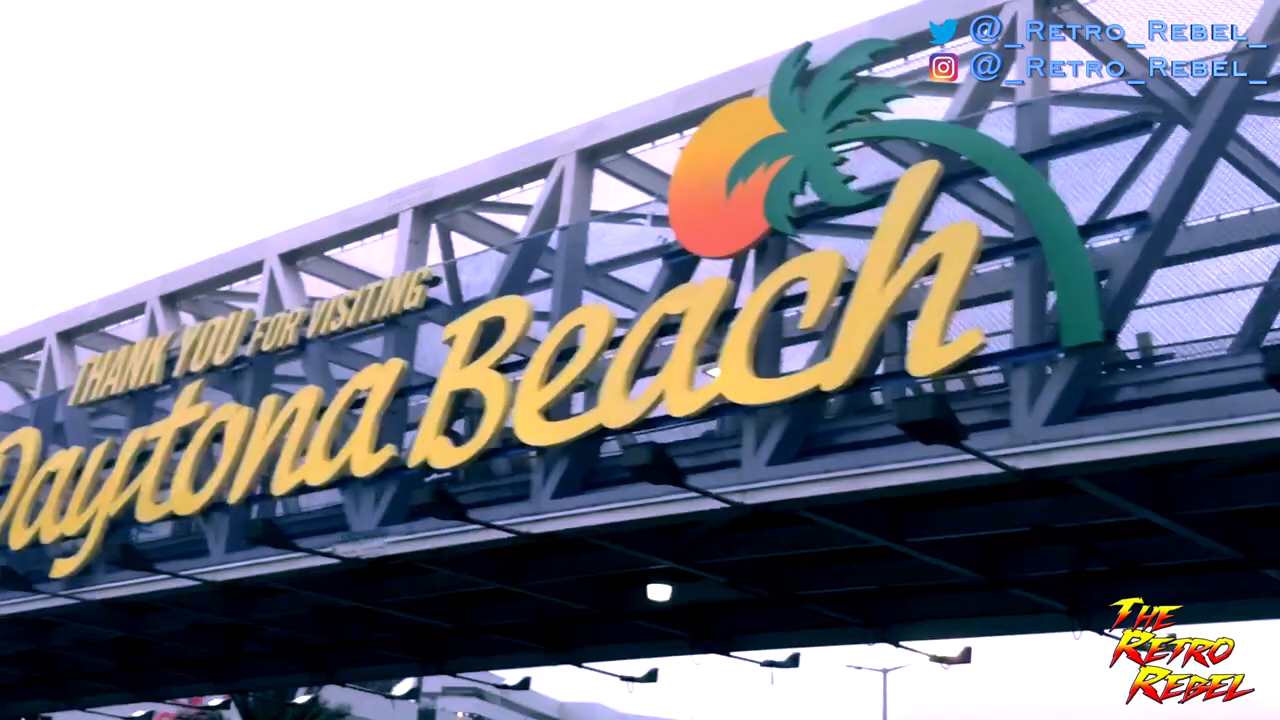 @_Retro_Rebel_
@_Retro_Rebel_
THANK YOU FOR VISITING
Daytona Beach
THE
RETRO
REBEL